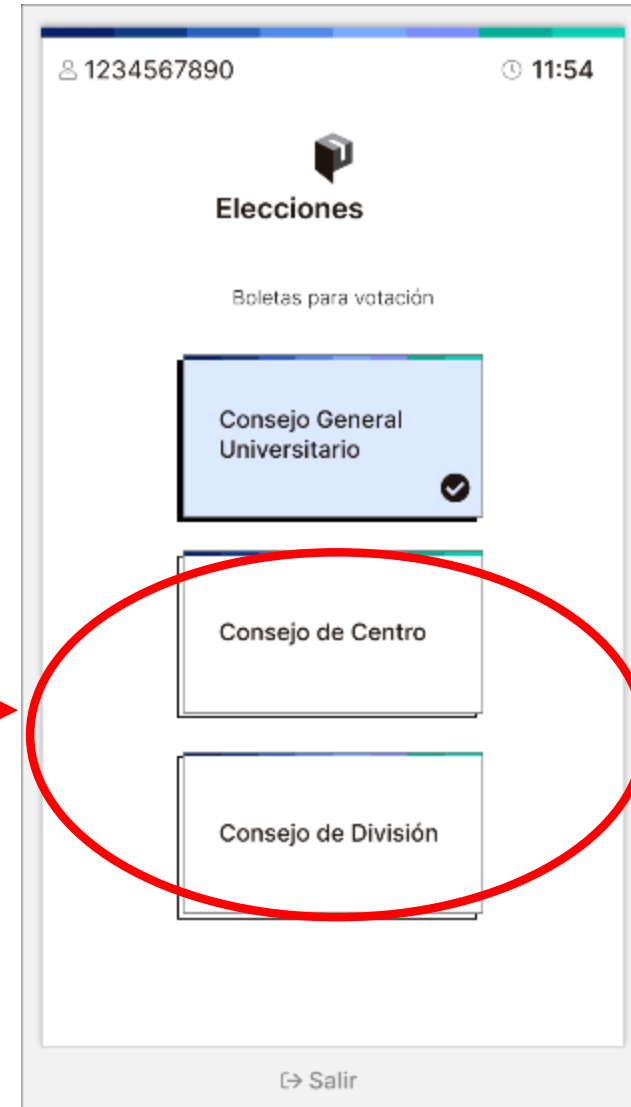 1234567890 11:54
Elecciones
Boletas para votación
Consejo General
Universitario
Consejo de Centro
Consejo de División
Salir